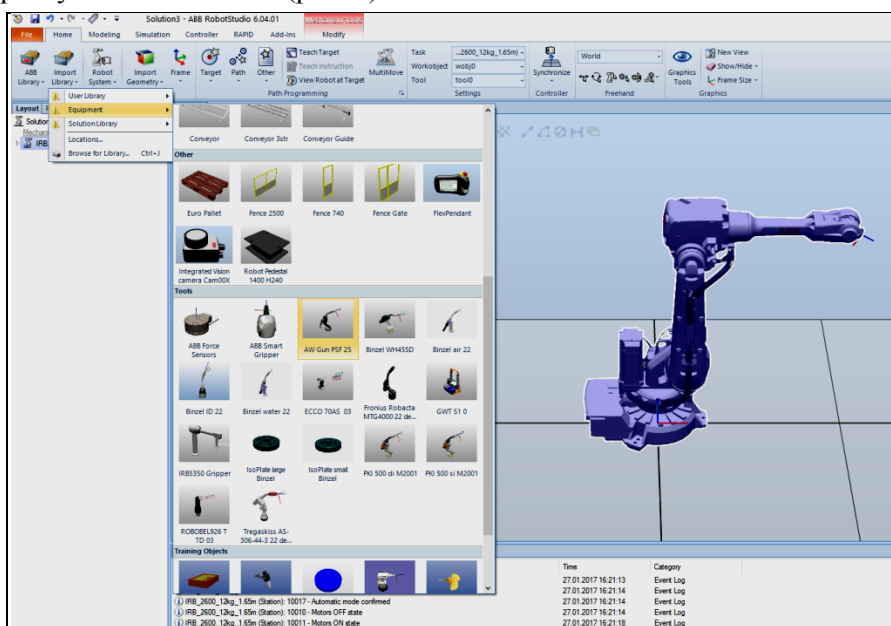 Solution3 - ABB RobotStudio 6.04.01
Mechanism Tools
File Home Modeling Simulation Controller RAPID Add-Ins Modify
ABB Library
Import Library
Robot System
Import Geometry
Frame
Target
Path
Other
Teach Target
Teach Instruction
View Robot at Target
MultiMove
Path Programming
Task ..._2600_12kg_1.65m)
Workobject wobj0
Tool tool0
Settings
Synchronize
Controller
World
Freehand
Graphics Tools
New View
Show/Hide
Frame Size
Graphics
User Library
Equipment
Solution Library
Locations...
Browse for Library... Ctrl+J
Layout
Conveyor Conveyor 3str Conveyor Guide
Other
Euro Pallet Fence 2500 Fence 740 Fence Gate FlexPendant
Integrated Vision camera Cam00X
Robot Pedestal 1400 H240
Tools
ABB Force Sensors
ABB Smart Gripper
AW Gun PSF 25
Binzel WH455D
Binzel air 22
Binzel ID 22
Binzel water 22
ECCO 70AS 03
Fronius Robacta MTG4000 22 de...
GWT S1 0
IRB5350 Gripper
IsoPlate large Binzel
IsoPlate small Binzel
PKI 500 di M2001
PKI 500 si M2001
ROBOBEL926 T TD 03
Tregaskiss AS-306-44-3 22 de...
Training Objects
Time Category
27.01.2017 16:21:13 Event Log
27.01.2017 16:21:14 Event Log
IRB_2600_12kg_1.65m (Station): 10017 - Automatic mode confirmed 27.01.2017 16:21:14 Event Log
IRB_2600_12kg_1.65m (Station): 10010 - Motors OFF state 27.01.2017 16:21:14 Event Log
IRB_2600_12kg_1.65m (Station): 10011 - Motors ON state 27.01.2017 16:21:18 Event Log